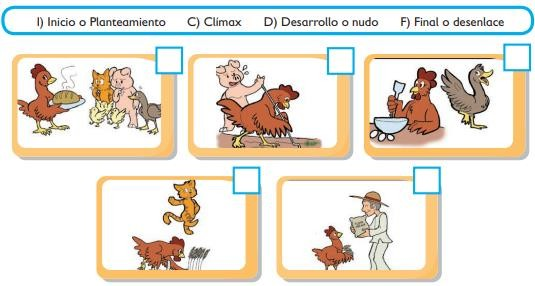 I) Inicio o Planteamiento C) Clímax D) Desarrollo o nudo F) Final o desenlace